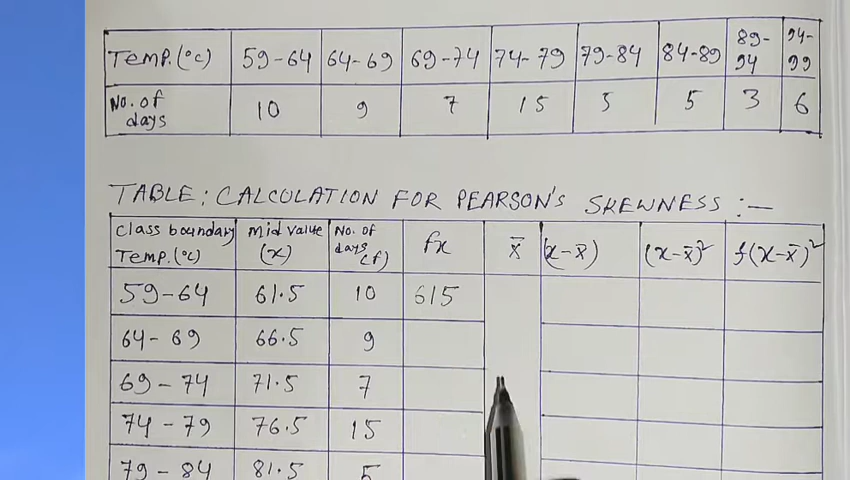 Temp.(°c) 59-64 64-69 69-74 74-79 79-84 84-89 89-94 94-99
No. of days 10 9 7 15 5 5 3 6
TABLE: CALCULATION FOR PEARSON'S SKEWNESS :-
Class boundary Temp.(°c) Mid value (x) No. of days (f) fx x̄ (x-x̄) (x-x̄)² f(x-x̄)²
59-64 61.5 10 615
64-69 66.5 9
69-74 71.5 7
74-79 76.5 15
79-84 81.5 5